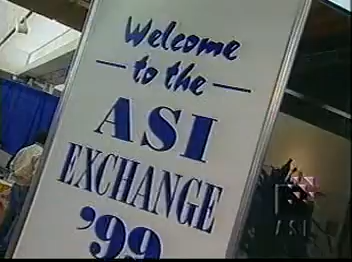 Welcome
— to the —
ASI
EXCHANGE
'99
ASI